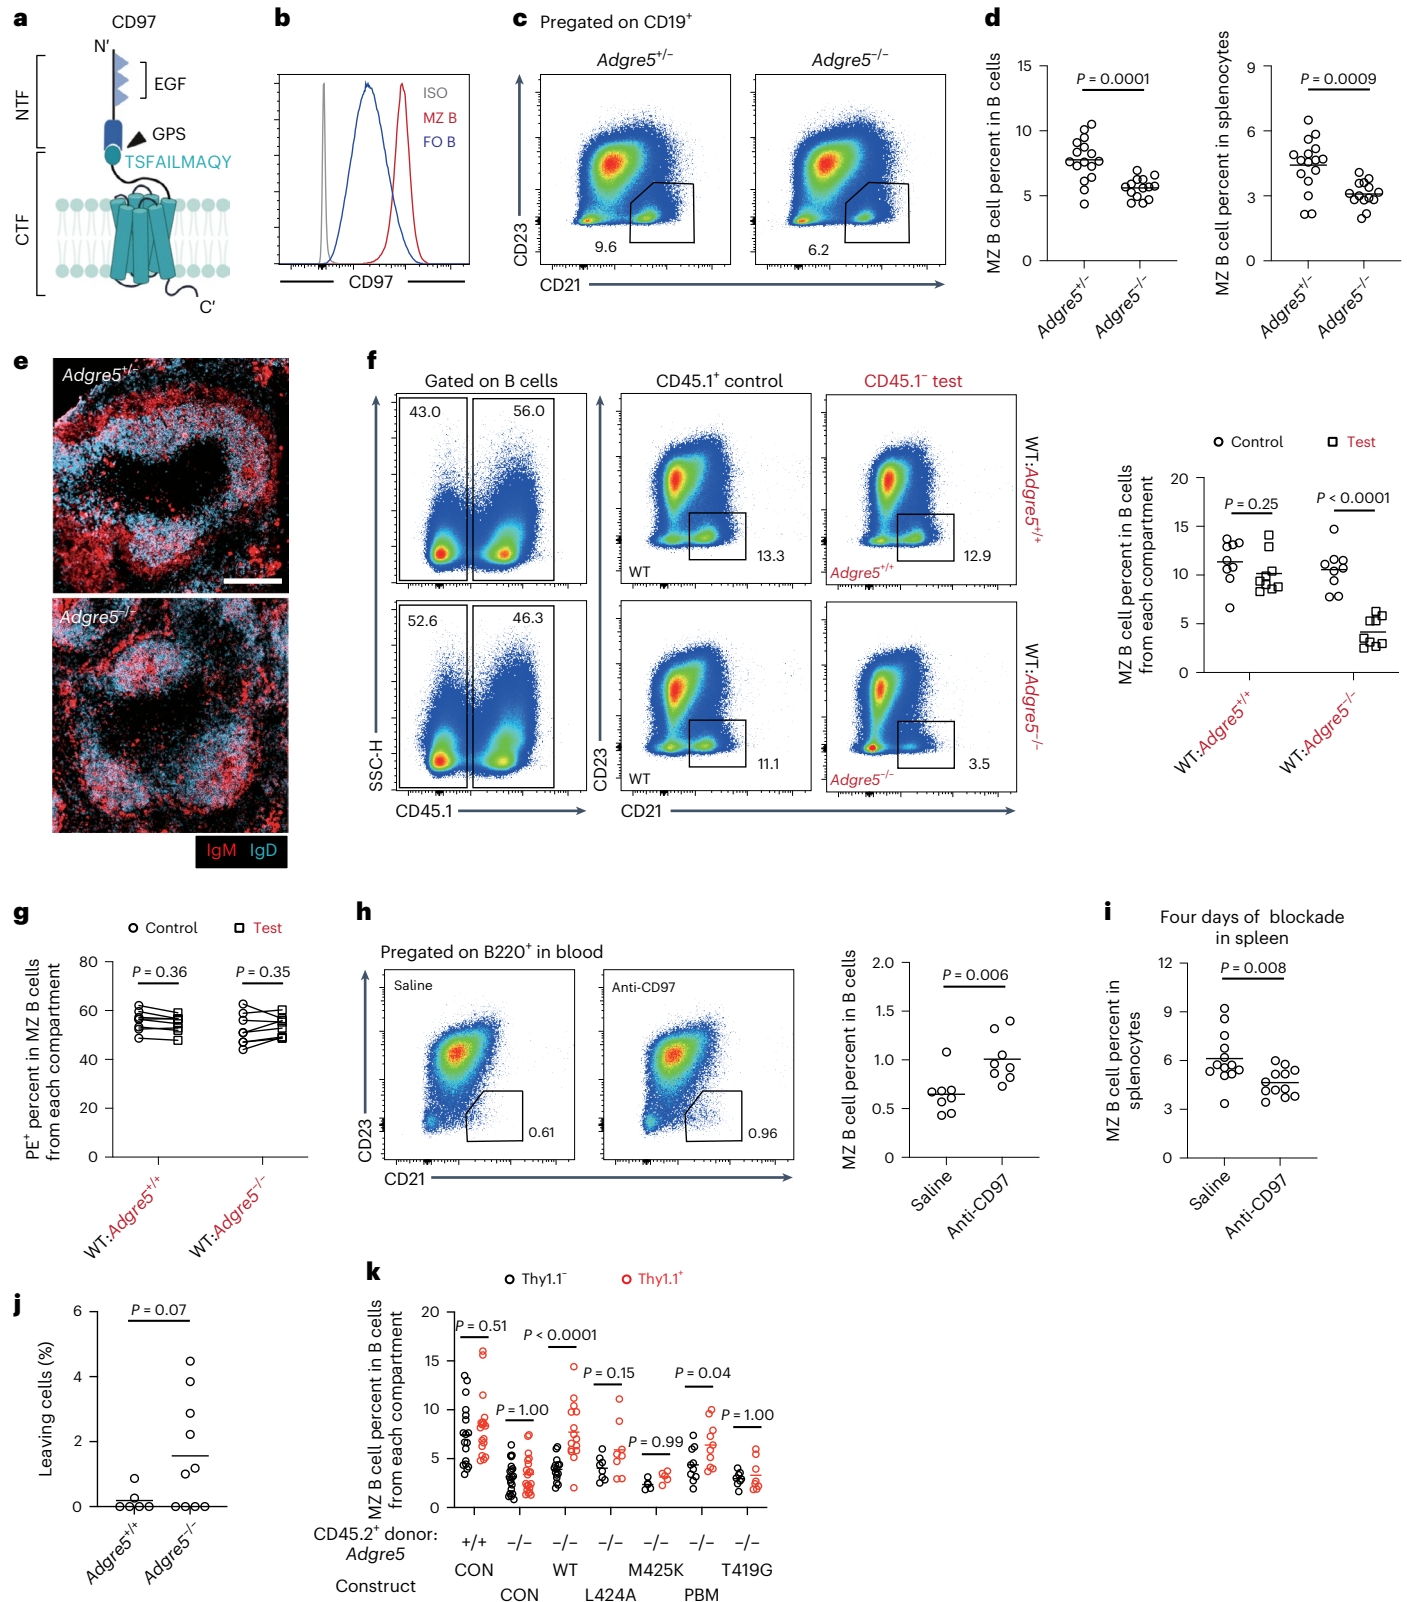 a
CD97
N′
NTF
EGF
GPS
TSFAILMAQY
CTF
C′
b
ISO
MZ B
FO B
CD97
c Pregated on CD19⁺
Adgre5⁺/⁻
Adgre5⁻/⁻
CD23
9.6
6.2
CD21
d
MZ B cell percent in B cells
15
10
5
0
P = 0.0001
Adgre5⁺/⁻
Adgre5⁻/⁻
MZ B cell percent in splenocytes
9
6
3
0
P = 0.0009
Adgre5⁺/⁻
Adgre5⁻/⁻
e
Adgre5⁺/⁻
Adgre5⁻/⁻
IgM IgD
f
Gated on B cells
CD45.1⁺ control
CD45.1⁻ test
43.0
56.0
WT
13.3
Adgre5⁺/⁺
12.9
WT:Adgre5⁺/⁺
52.6
46.3
WT
11.1
Adgre5⁻/⁻
3.5
WT:Adgre5⁻/⁻
SSC-H
CD45.1
CD23
CD21
Control
Test
MZ B cell percent in B cells
from each compartment
20
15
10
5
0
P = 0.25
P < 0.0001
WT:Adgre5⁺/⁺
WT:Adgre5⁻/⁻
g
Control
Test
PE⁺ percent in MZ B cells
from each compartment
80
60
40
20
0
P = 0.36
P = 0.35
WT:Adgre5⁺/⁺
WT:Adgre5⁻/⁻
h
Pregated on B220⁺ in blood
Saline
Anti-CD97
0.61
0.96
CD23
CD21
MZ B cell percent in B cells
2.0
1.5
1.0
0.5
0
P = 0.006
Saline
Anti-CD97
i
Four days of blockade
in spleen
MZ B cell percent in
splenocytes
12
9
6
3
0
P = 0.008
Saline
Anti-CD97
j
Leaving cells (%)
6
4
2
0
P = 0.07
Adgre5⁺/⁺
Adgre5⁻/⁻
k
Thy1.1⁻
Thy1.1⁺
MZ B cell percent in B cells
from each compartment
20
15
10
5
0
P = 0.51
P = 1.00
P < 0.0001
P = 0.15
P = 0.99
P = 0.04
P = 1.00
CD45.2⁺ donor:
Adgre5
+/+ −/− −/− −/− −/− −/− −/−
Construct
CON CON WT L424A M425K PBM T419G